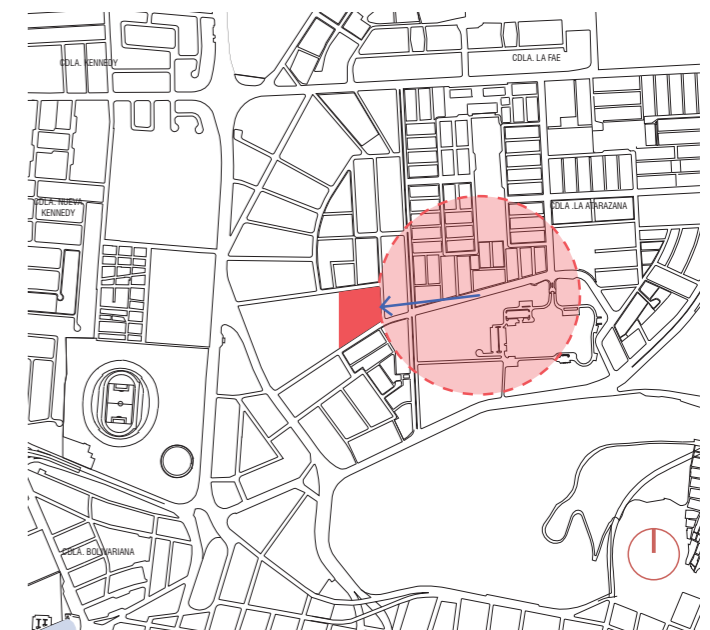 CDLA. KENNEDY
CDLA. LA FAE
CDLA. NUEVA
KENNEDY
CDLA .LA ATARAZANA
CDLA. BOLIVARIANA